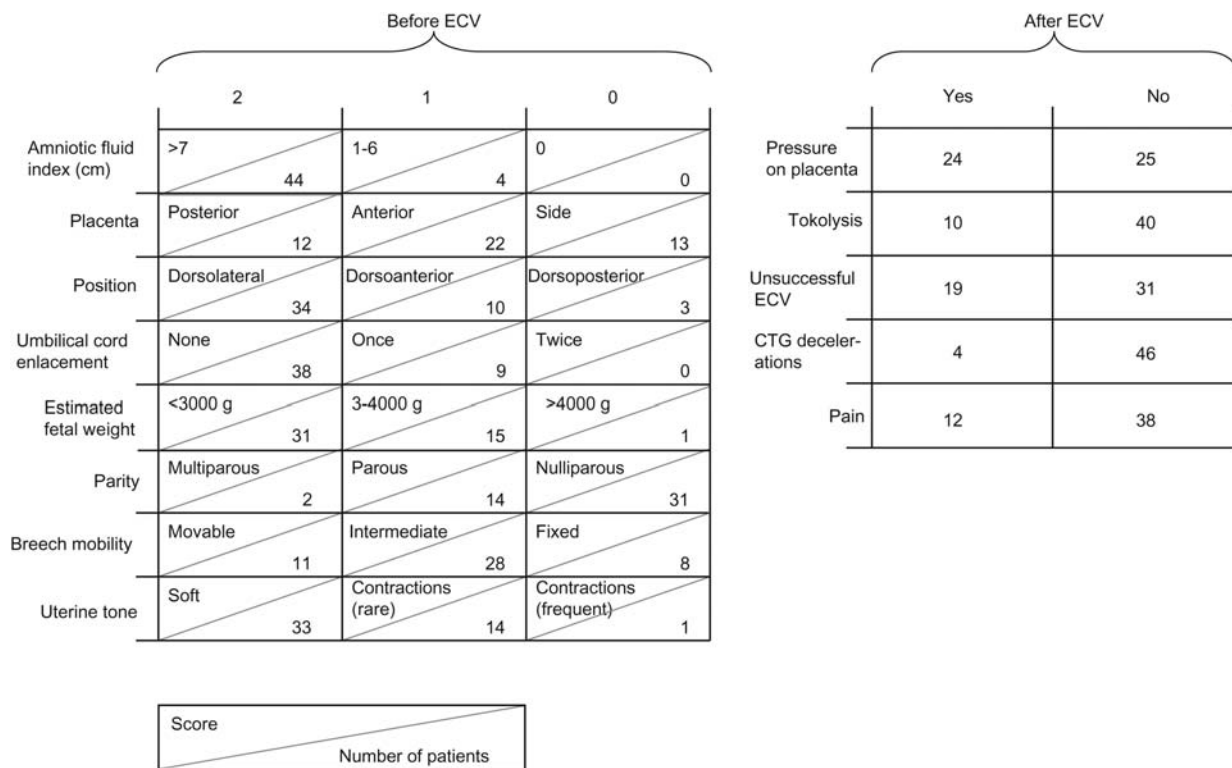 Before ECV
After ECV
2 1 0
Yes No
Amniotic fluid
index (cm)
>7
44
1-6
4
0
0
Placenta
Posterior
12
Anterior
22
Side
13
Position
Dorsolateral
34
Dorsoanterior
10
Dorsoposterior
3
Umbilical cord
enlacement
None
38
Once
9
Twice
0
Estimated
fetal weight
<3000 g
31
3-4000 g
15
>4000 g
1
Parity
Multiparous
2
Parous
14
Nulliparous
31
Breech mobility
Movable
11
Intermediate
28
Fixed
8
Uterine tone
Soft
33
Contractions
(rare)
14
Contractions
(frequent)
1
Pressure
on placenta
24 25
Tokolysis
10 40
Unsuccessful
ECV
19 31
CTG deceler-
ations
4 46
Pain
12 38
Score
Number of patients